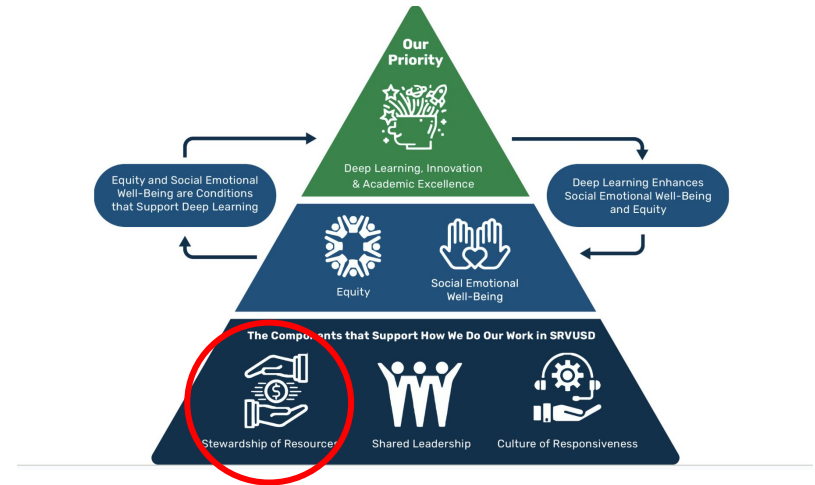 Our
Priority
Deep Learning, Innovation
& Academic Excellence
Equity and Social Emotional
Well-Being are Conditions
that Support Deep Learning
Deep Learning Enhances
Social Emotional Well-Being
and Equity
Equity
Social Emotional
Well-Being
The Components that Support How We Do Our Work in SRVUSD
$
Stewardship of Resources
Shared Leadership
Culture of Responsiveness